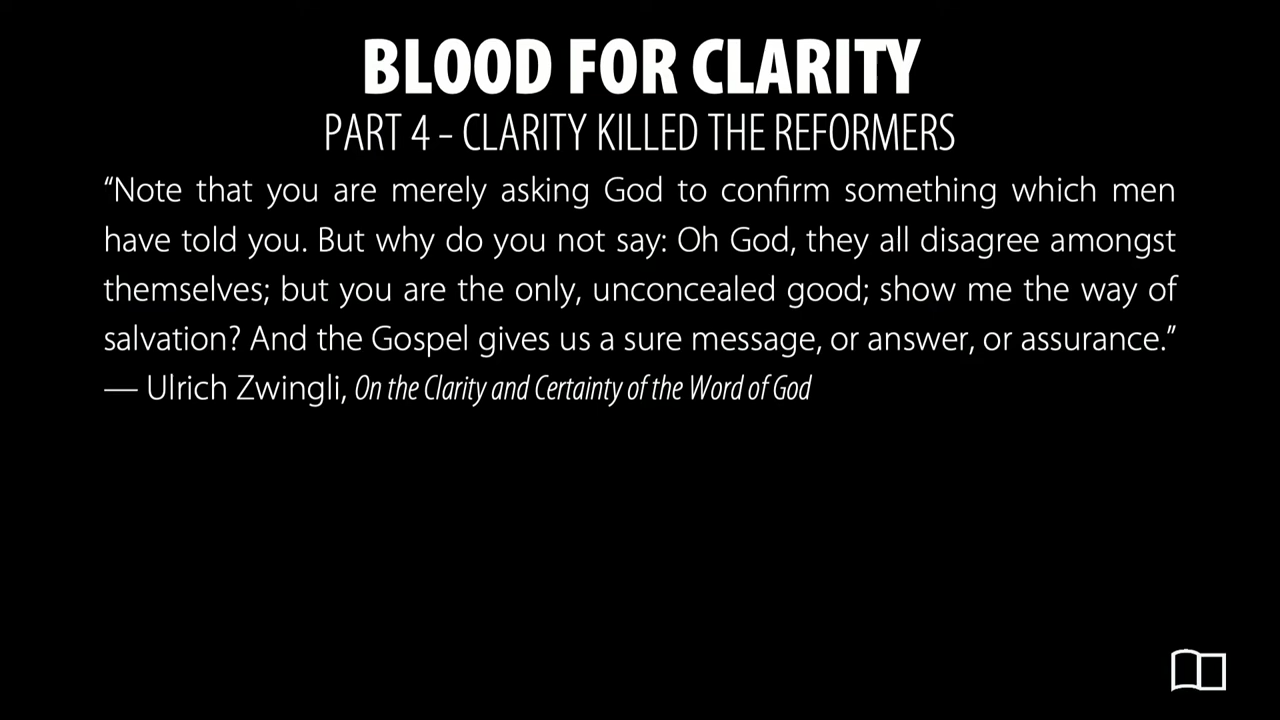 BLOOD FOR CLARITY
PART 4 – CLARITY KILLED THE REFORMERS
“Note that you are merely asking God to confirm something which men
have told you. But why do you not say: Oh God, they all disagree amongst
themselves; but you are the only, unconcealed good; show me the way of
salvation? And the Gospel gives us a sure message, or answer, or assurance.”
— Ulrich Zwingli, On the Clarity and Certainty of the Word of God